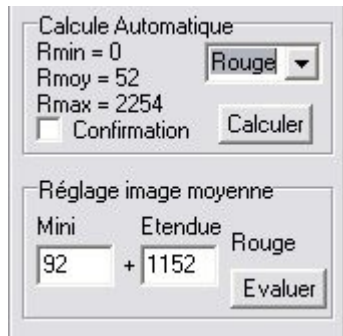 Calcule Automatique
Rmin = 0
Rmoy = 52
Rouge
Rmax = 2254
Confirmation
Calculer
Réglage image moyenne
Mini Etendue
Rouge
92 + 1152
Evaluer